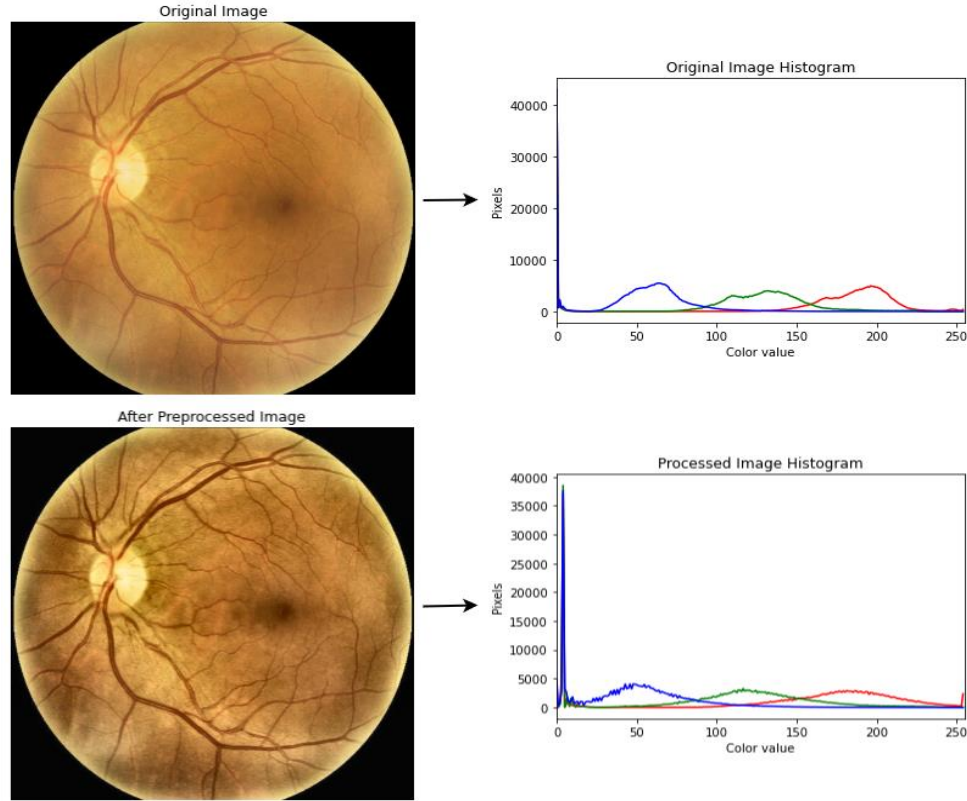 Original Image
Original Image Histogram
40000
30000
20000
10000
0
Pixels
0 50 100 150 200 250
Color value
After Preprocessed Image
Processed Image Histogram
40000
35000
30000
25000
20000
15000
10000
5000
0
Pixels
0 50 100 150 200 250
Color value